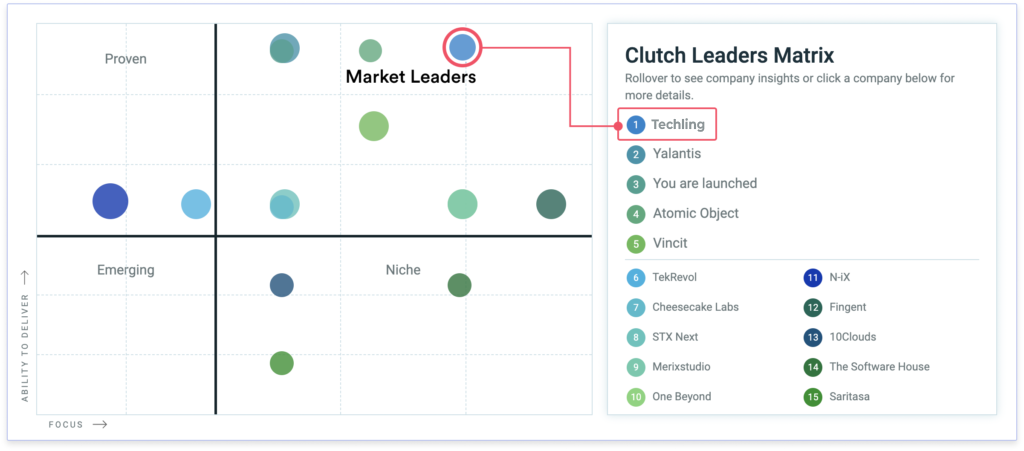 Proven
Market Leaders
Emerging
Niche
ABILITY TO DELIVER
FOCUS
Clutch Leaders Matrix
Rollover to see company insights or click a company below for
more details.
1 Techling
2 Yalantis
3 You are launched
4 Atomic Object
5 Vincit
6 TekRevol
7 Cheesecake Labs
8 STX Next
9 Merixstudio
10 One Beyond
11 N-iX
12 Fingent
13 10Clouds
14 The Software House
15 Saritasa